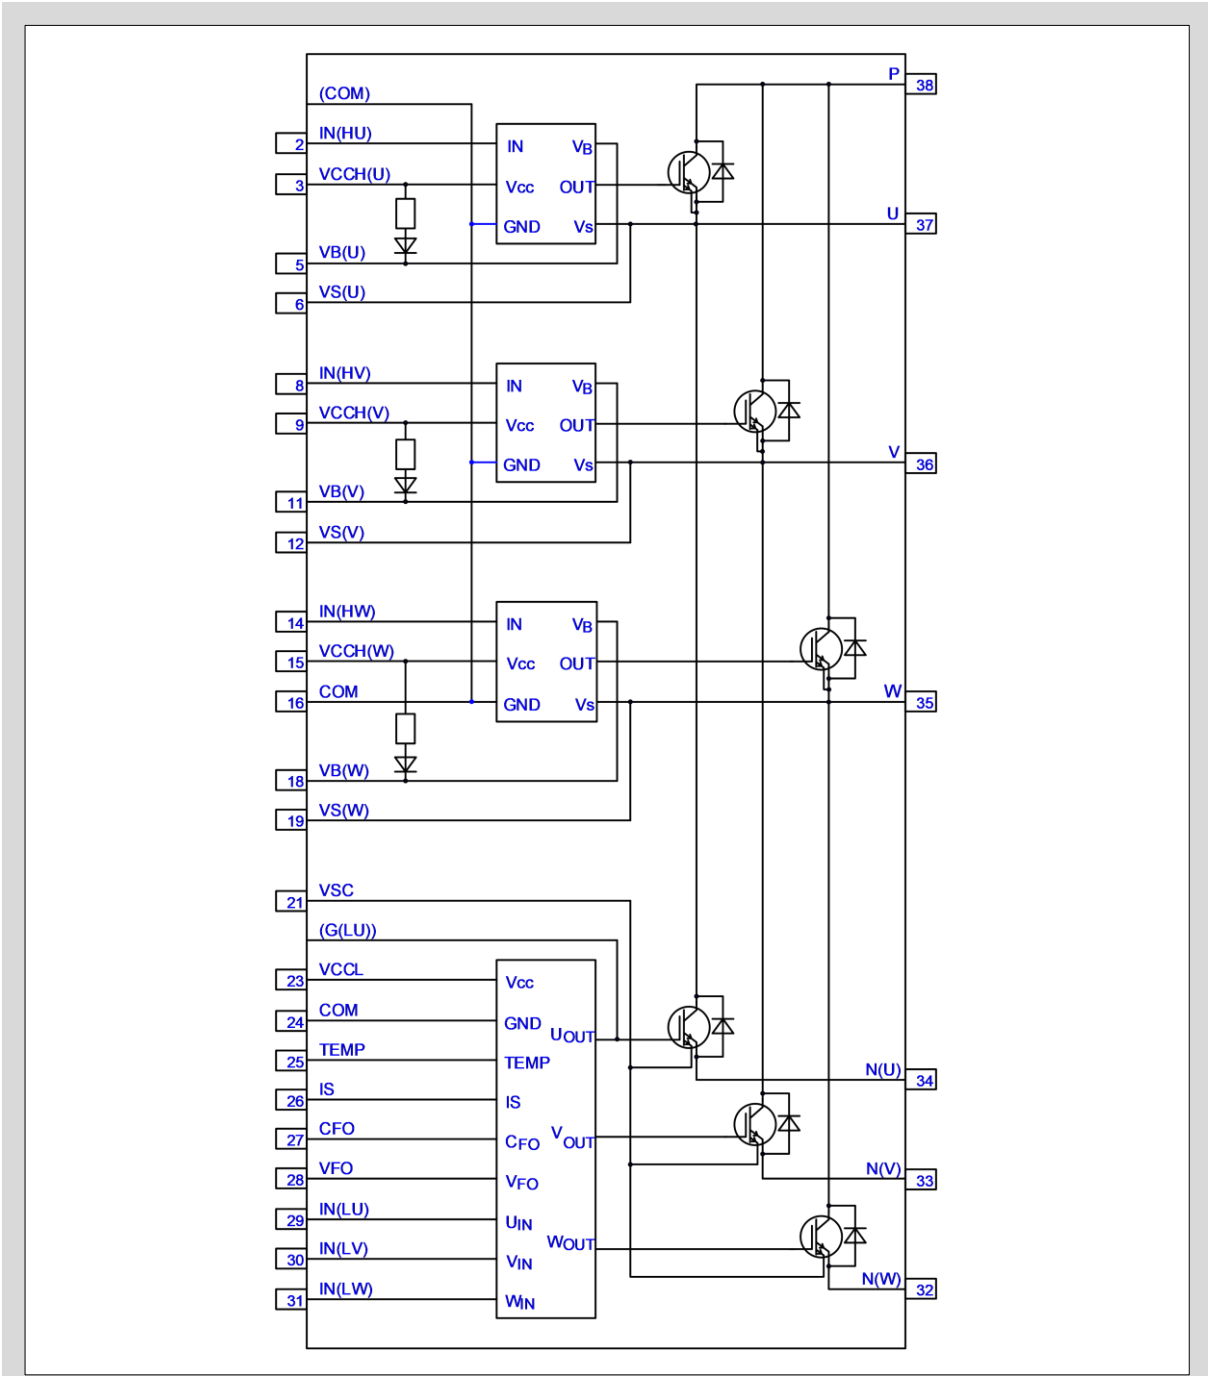 P
38
(COM)
2
IN(HU)
IN
VB
3
VCCH(U)
Vcc
OUT
U
37
GND
Vs
5
VB(U)
6
VS(U)
8
IN(HV)
IN
VB
9
VCCH(V)
Vcc
OUT
V
36
GND
Vs
11
VB(V)
12
VS(V)
14
IN(HW)
IN
VB
15
VCCH(W)
Vcc
OUT
16
COM
GND
Vs
W
35
18
VB(W)
19
VS(W)
21
VSC
(G(LU))
23
VCCL
Vcc
24
COM
GND
UOUT
25
TEMP
TEMP
N(U)
34
26
IS
IS
27
CFO
CFO
VOUT
28
VFO
VFO
N(V)
33
29
IN(LU)
UIN
WOUT
30
IN(LV)
VIN
N(W)
32
31
IN(LW)
WIN